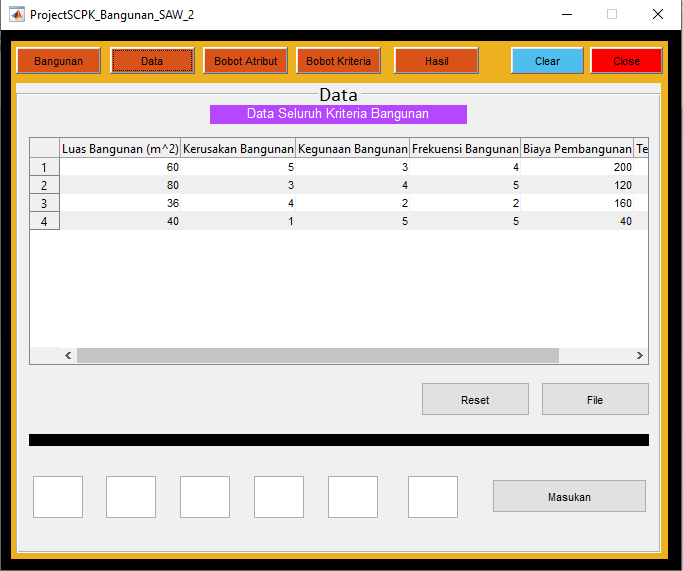 ProjectSCPK_Bangunan_SAW_2
Bangunan Data Bobot Atribut Bobot Kriteria Hasil Clear Close
Data
Data Seluruh Kriteria Bangunan
Luas Bangunan (m^2) Kerusakan Bangunan Kegunaan Bangunan Frekuensi Bangunan Biaya Pembangunan Te
1 60 5 3 4 200
2 80 3 4 5 120
3 36 4 2 2 160
4 40 1 5 5 40
Reset File
Masukan